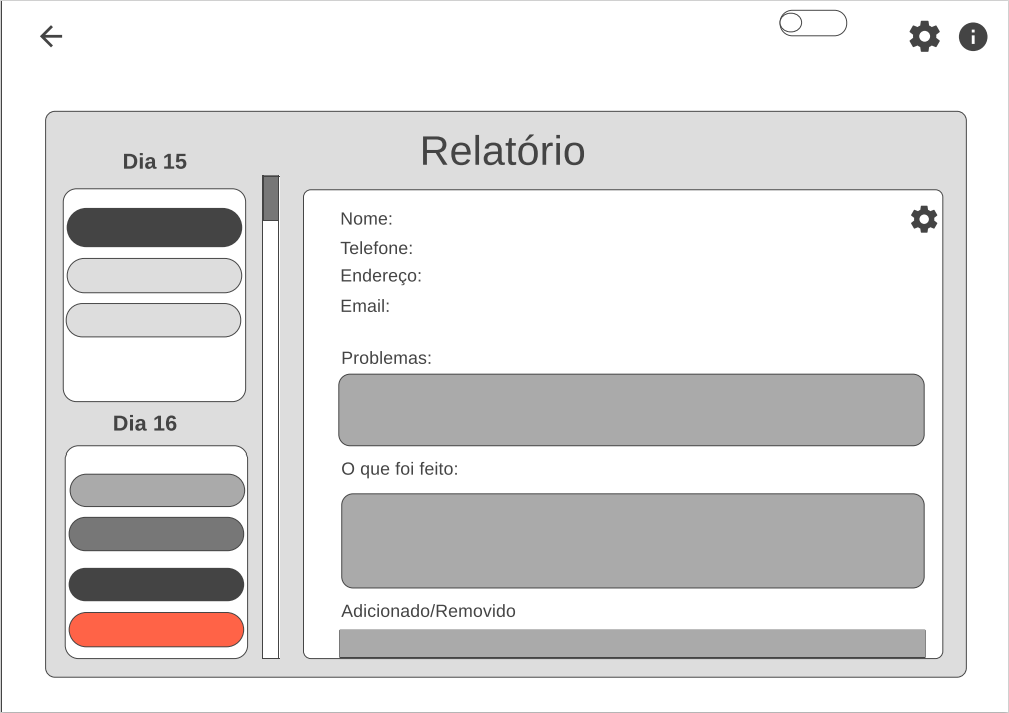 Relatório
Dia 15
Dia 16
Nome:
Telefone:
Endereço:
Email:
Problemas:
O que foi feito:
Adicionado/Removido